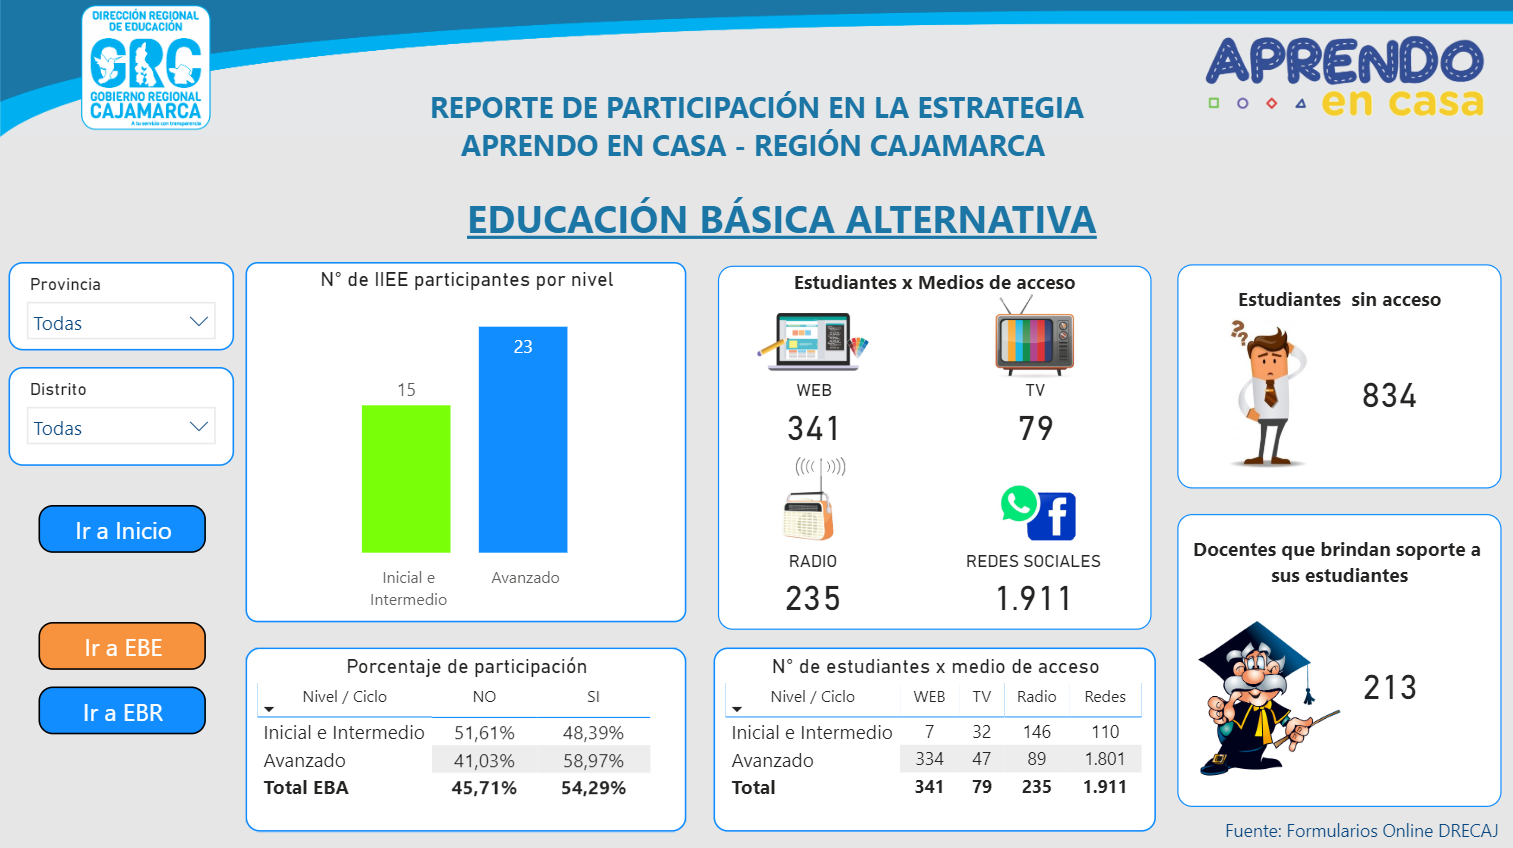 DIRECCIÓN REGIONAL
DE EDUCACIÓN
GRC
GOBIERNO REGIONAL
CAJAMARCA
A tu servicio con transparencia
APRENDO
en casa
REPORTE DE PARTICIPACIÓN EN LA ESTRATEGIA
APRENDO EN CASA - REGIÓN CAJAMARCA
EDUCACIÓN BÁSICA ALTERNATIVA
Provincia
Todas
Distrito
Todas
Ir a Inicio
Ir a EBE
Ir a EBR
N° de IIEE participantes por nivel
15
23
Inicial e
Intermedio
Avanzado
Estudiantes x Medios de acceso
WEB
341
TV
79
RADIO
235
REDES SOCIALES
1.911
Estudiantes sin acceso
??
834
Docentes que brindan soporte a
sus estudiantes
213
Porcentaje de participación
Nivel / Ciclo NO SI
Inicial e Intermedio 51,61% 48,39%
Avanzado 41,03% 58,97%
Total EBA 45,71% 54,29%
N° de estudiantes x medio de acceso
Nivel / Ciclo WEB TV Radio Redes
Inicial e Intermedio 7 32 146 110
Avanzado 334 47 89 1.801
Total 341 79 235 1.911
Fuente: Formularios Online DRECAJ